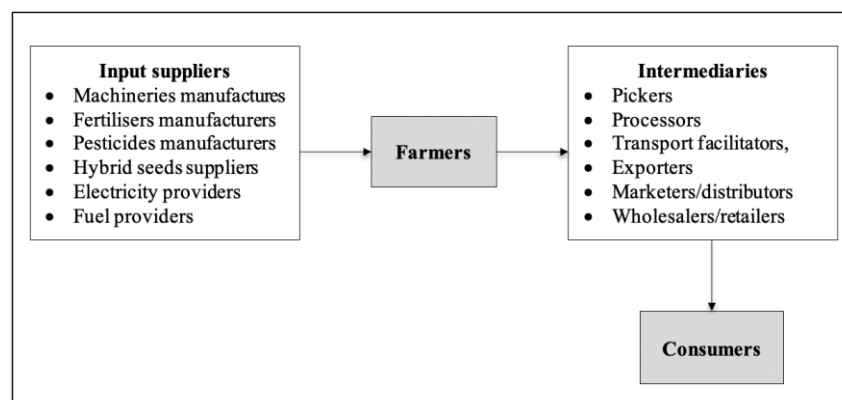 Input suppliers
• Machineries manufactures
• Fertilisers manufacturers
• Pesticides manufacturers
• Hybrid seeds suppliers
• Electricity providers
• Fuel providers
Farmers
Intermediaries
• Pickers
• Processors
• Transport facilitators,
• Exporters
• Marketers/distributors
• Wholesalers/retailers
Consumers